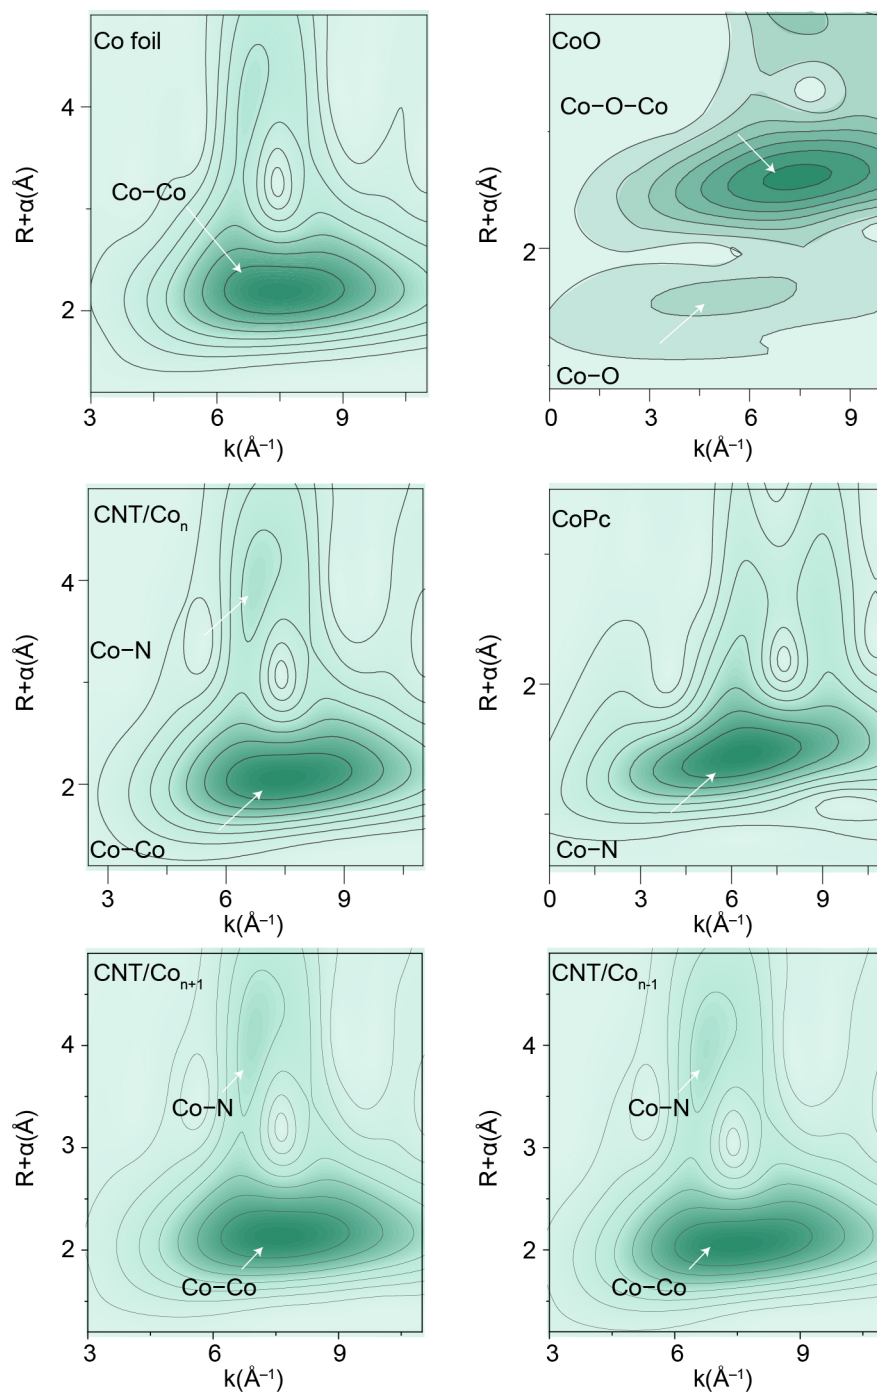 Co foil
Co−Co
4
2
R+α(Å)
3
6
9
k(Å⁻¹)
CoO
Co−O−Co
2
R+α(Å)
Co−O
0
3
6
9
k(Å⁻¹)
CNT/Coₙ
4
Co−N
R+α(Å)
2
Co−Co
3
6
9
k(Å⁻¹)
CoPc
2
R+α(Å)
Co−N
0
3
6
9
k(Å⁻¹)
CNT/Coₙ₊₁
4
Co−N
3
R+α(Å)
2
Co−Co
3
6
9
k(Å⁻¹)
CNT/Coₙ₋₁
4
Co−N
3
R+α(Å)
2
Co−Co
3
6
9
k(Å⁻¹)